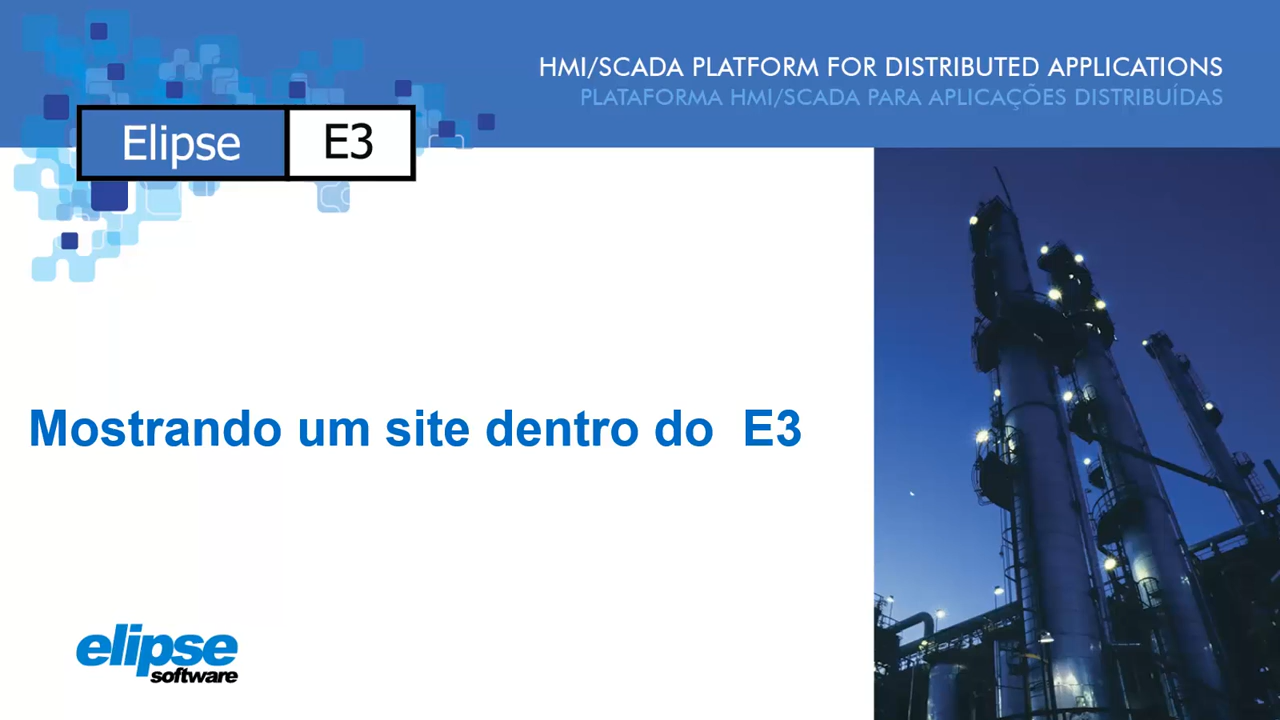 HMI/SCADA PLATFORM FOR DISTRIBUTED APPLICATIONS
PLATAFORMA HMI/SCADA PARA APLICAÇÕES DISTRIBUÍDAS
Elipse E3
Mostrando um site dentro do E3
elipse
software